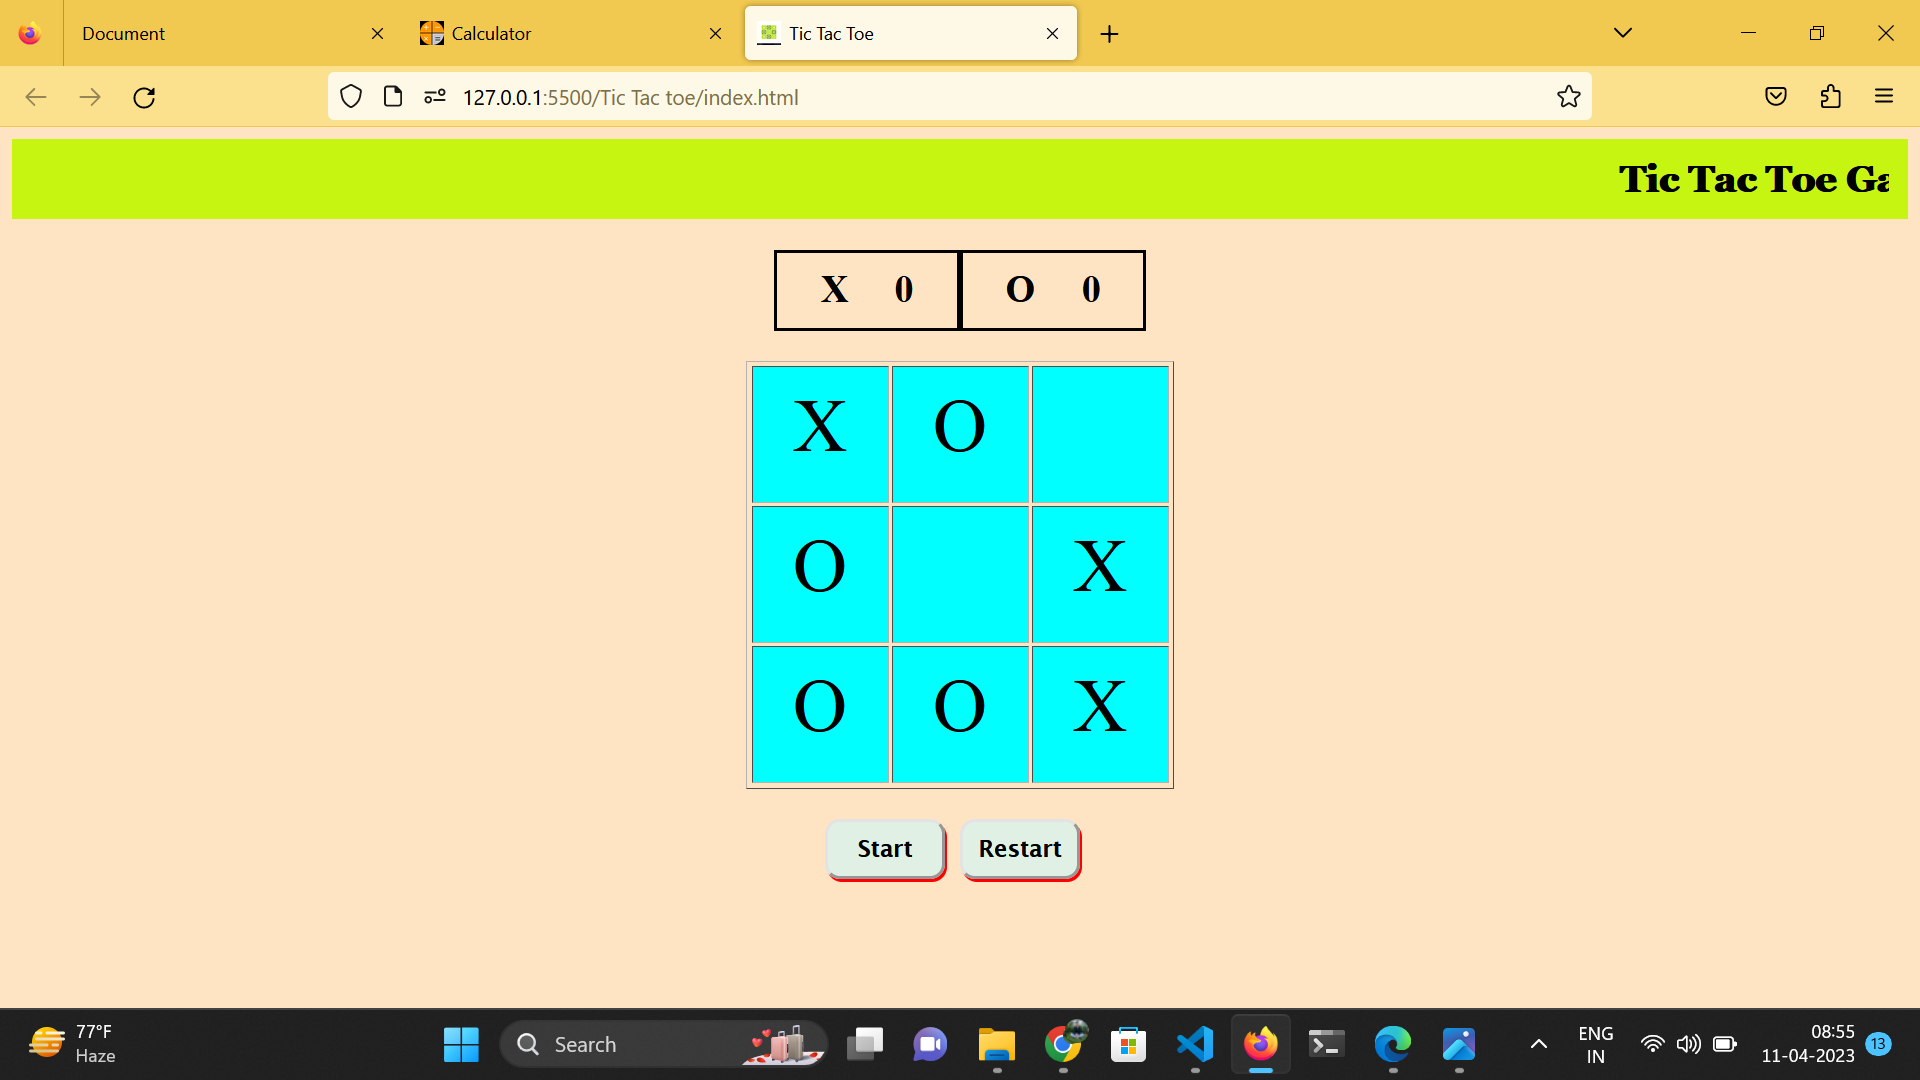 Document
Calculator
Tic Tac Toe
127.0.0.1:5500/Tic Tac toe/index.html
Tic Tac Toe Ga
X 0 O 0
X O
O X
O O X
Start Restart
77°F
Haze
Search
ENG
IN
08:55
11-04-2023
13